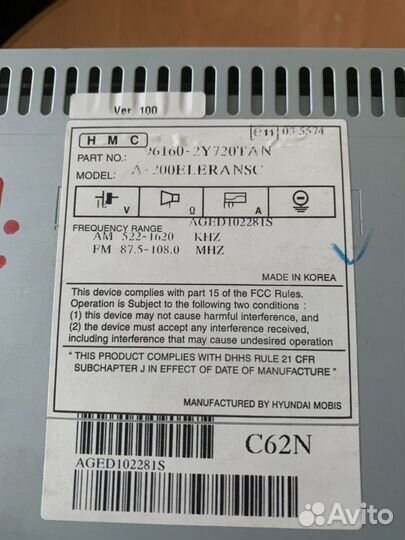 Ver 100
HMC
e11 03 5574
PART NO.: 96160-2Y720TAN
MODEL: A-200ELERANSC
V Ω A
AGED102281S
FREQUENCY RANGE
AM 522-1620 KHZ
FM 87.5-108.0 MHZ
MADE IN KOREA
This device complies with part 15 of the FCC Rules.
Operation is Subject to the following two conditions :
(1) this may not cause harmful interference, and
(2) the device must accept any interference received,
including interference that may cause undesired
operation
" THIS PRODUCT COMPLIES WITH DHHS RULE 21 CFR
SUBCHAPTER J IN EFFECT OF DATE OF MANUFACTURE "
MANUFACTURED BY HYUNDAI MOBIS
C62N
AGED102281S
Avito